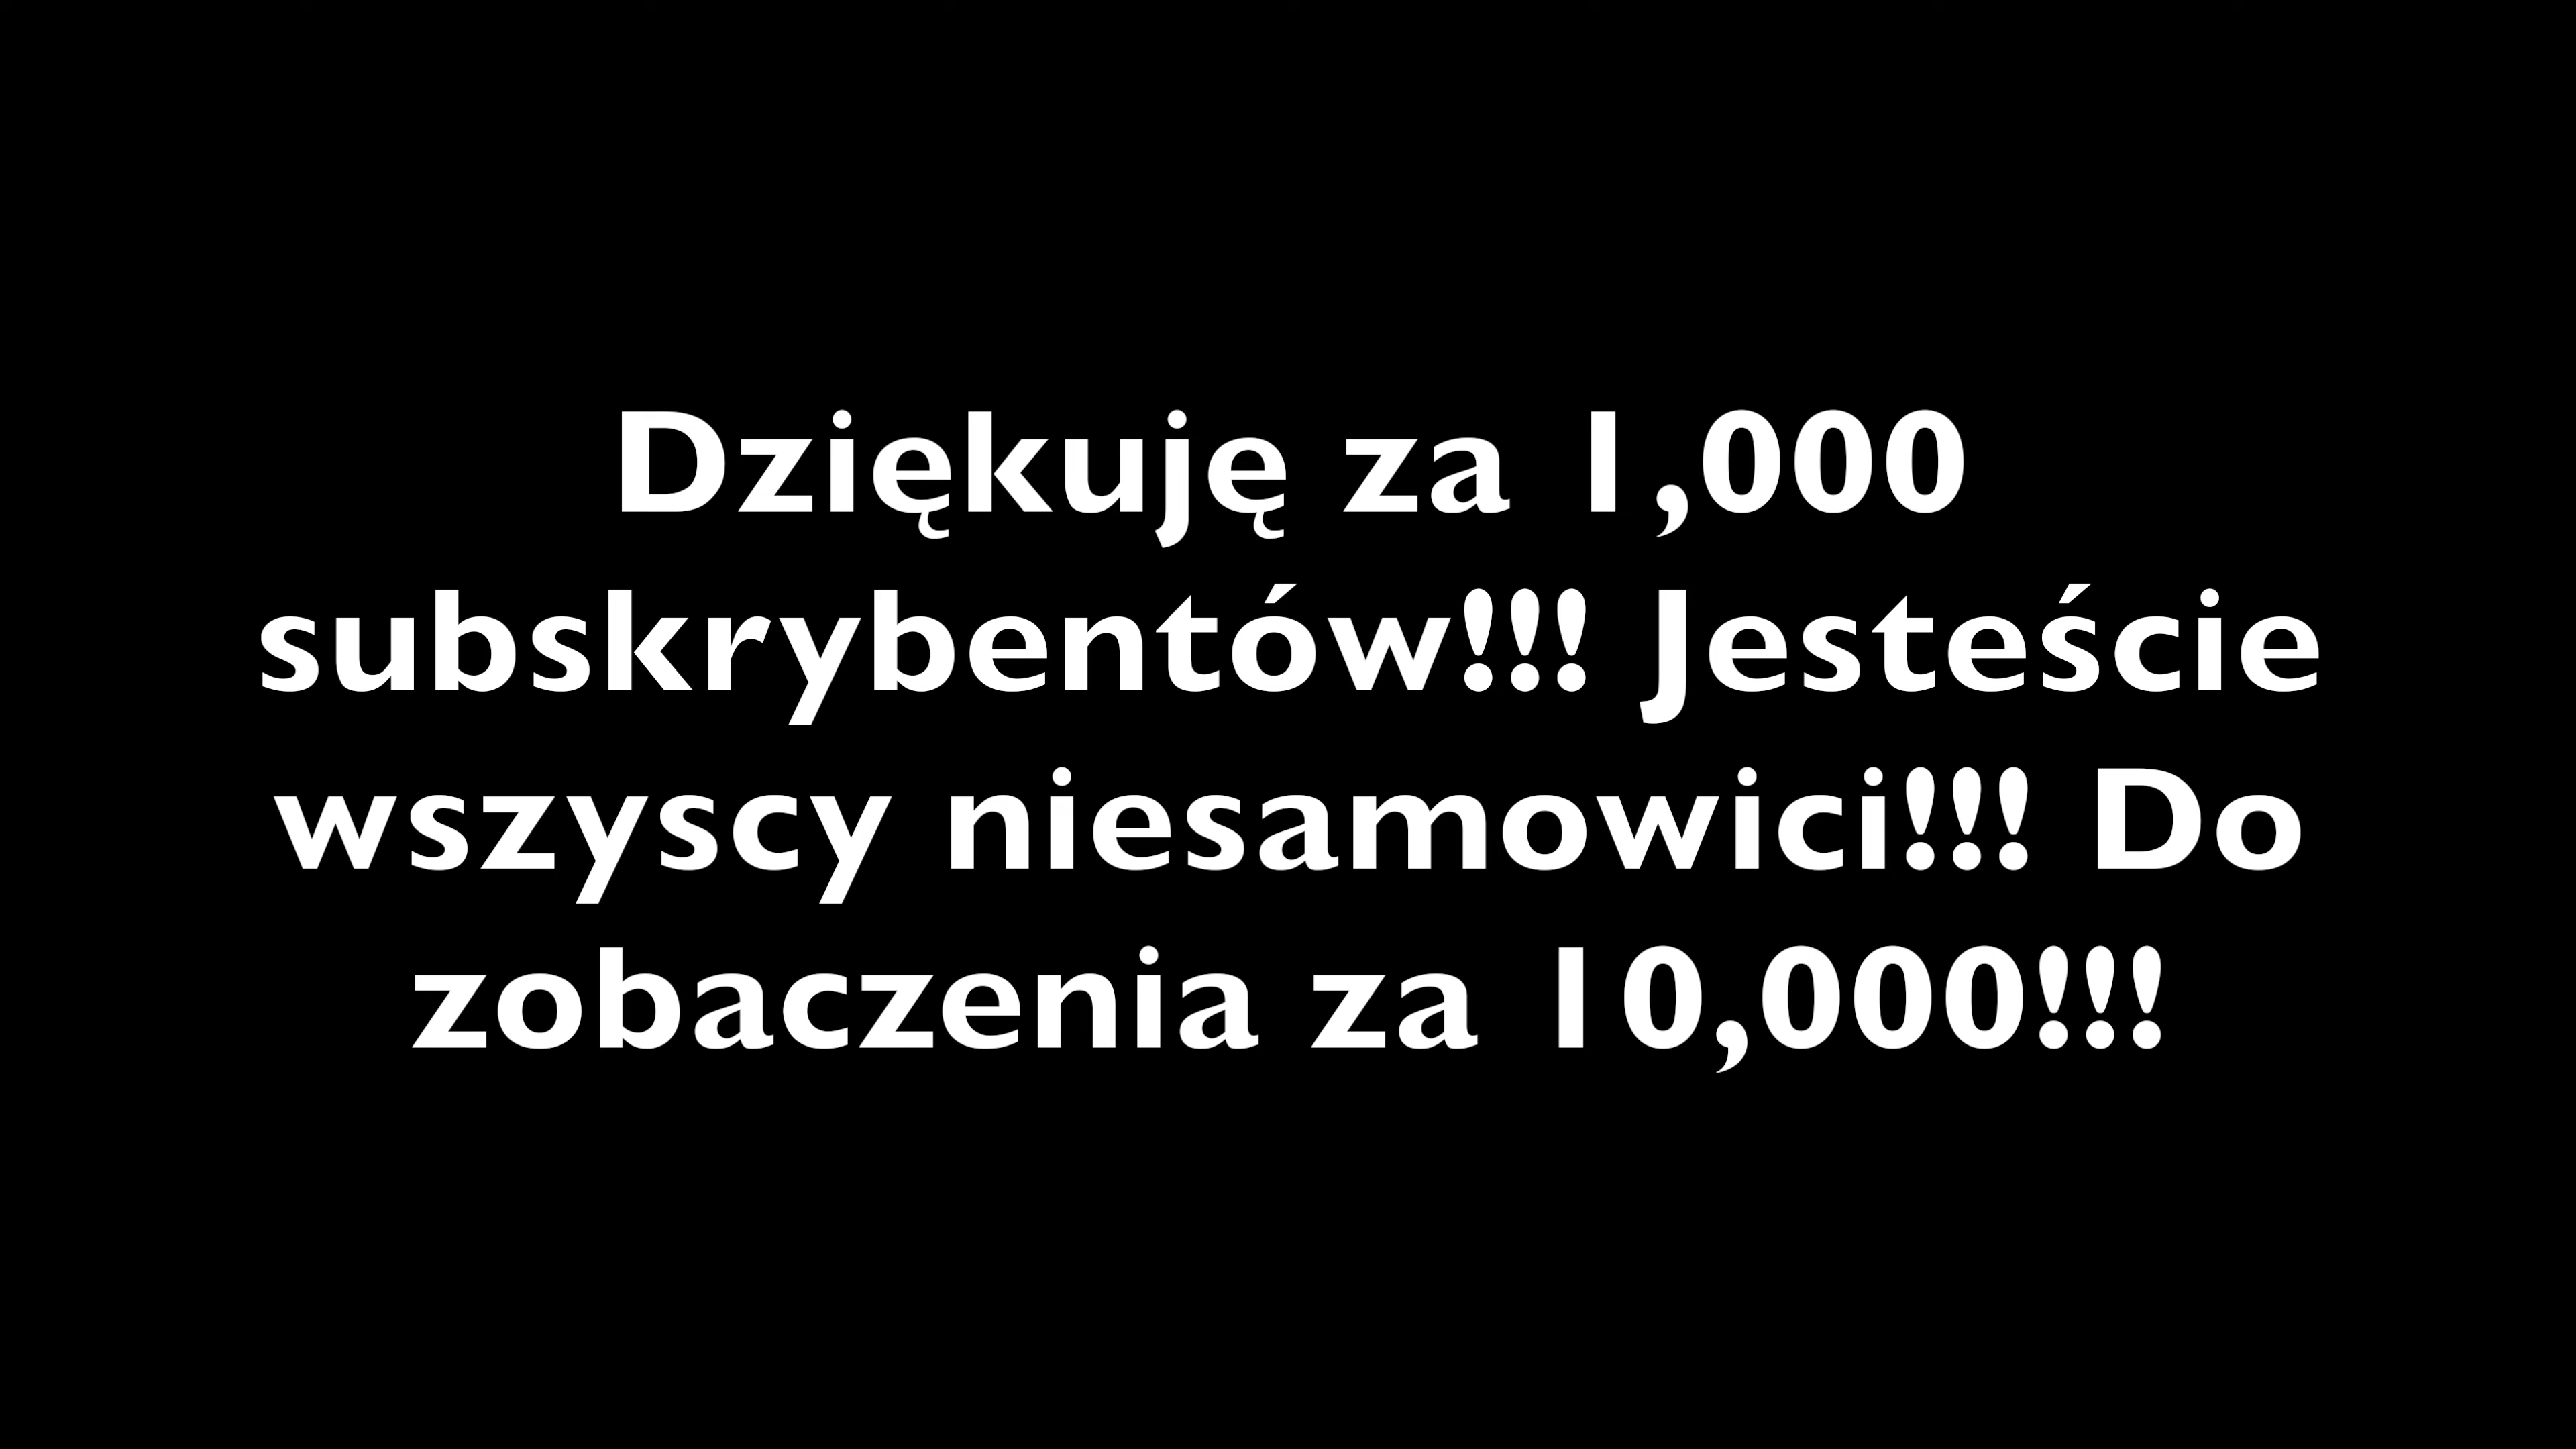 Dziękuję za 1,000
subskrybentów!!! Jesteście
wszyscy niesamowici!!! Do
zobaczenia za 10,000!!!